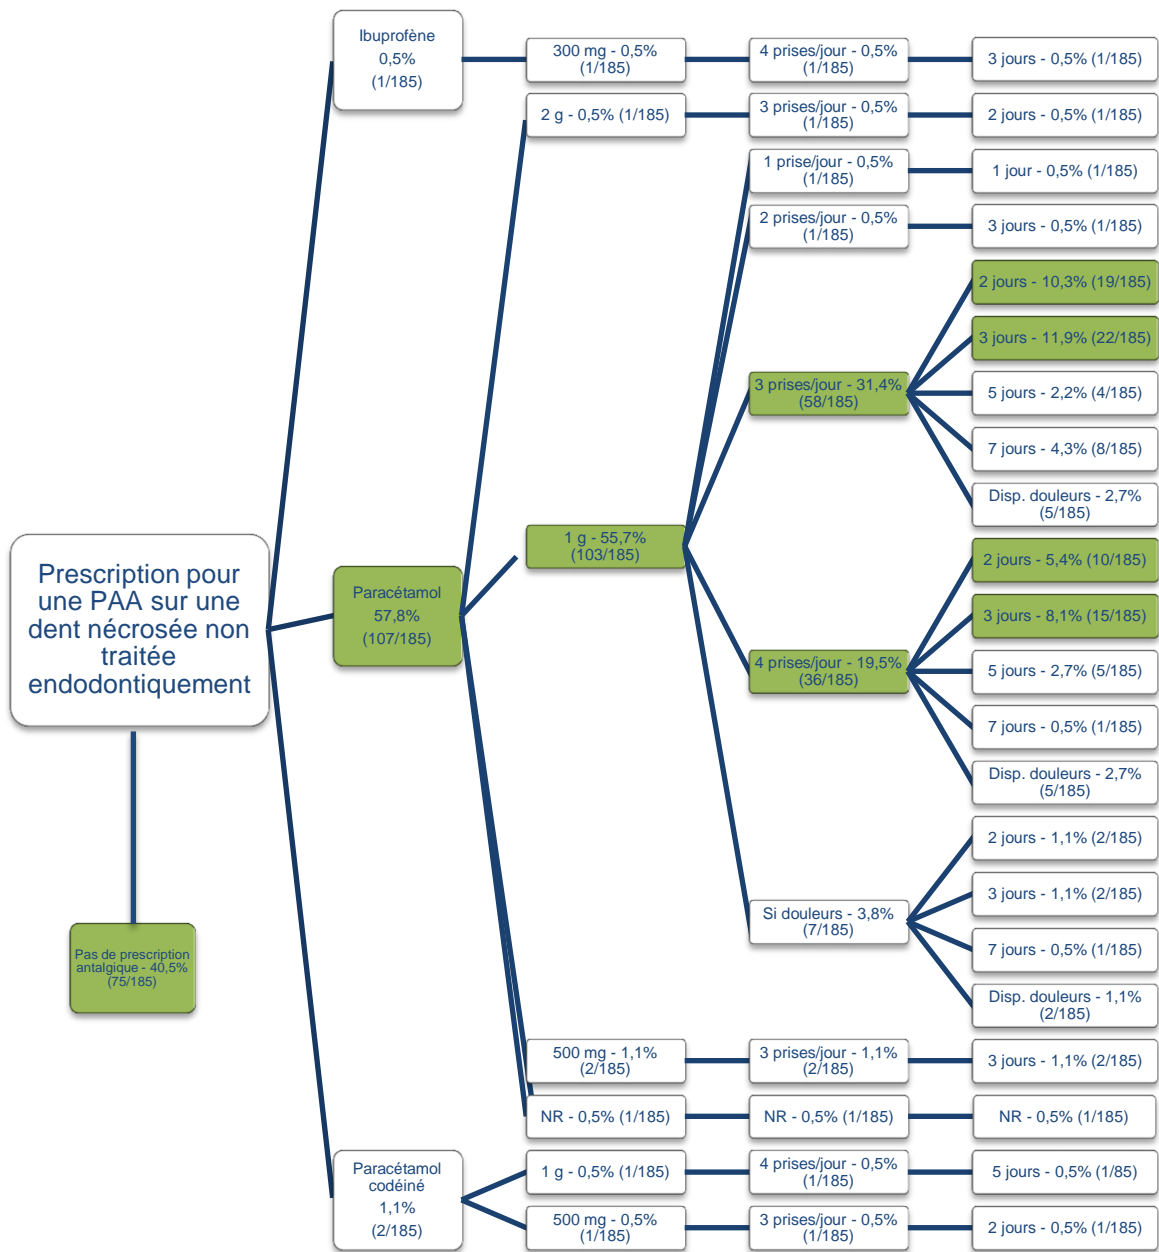 Ibuprofène
0,5%
(1/185)
300 mg - 0,5%
(1/185)
4 prises/jour - 0,5%
(1/185)
3 jours - 0,5% (1/185)
2 g - 0,5% (1/185)
3 prises/jour - 0,5%
(1/185)
2 jours - 0,5% (1/185)
1 prise/jour - 0,5%
(1/185)
1 jour - 0,5% (1/185)
2 prises/jour - 0,5%
(1/185)
3 jours - 0,5% (1/185)
2 jours - 10,3% (19/185)
3 jours - 11,9% (22/185)
3 prises/jour - 31,4%
(58/185)
5 jours - 2,2% (4/185)
7 jours - 4,3% (8/185)
Disp. douleurs - 2,7%
(5/185)
Prescription pour
une PAA sur une
dent nécrosée non
traitée
endodontiquement
Paracétamol
57,8%
(107/185)
1 g - 55,7%
(103/185)
2 jours - 5,4% (10/185)
3 jours - 8,1% (15/185)
4 prises/jour - 19,5%
(36/185)
5 jours - 2,7% (5/185)
7 jours - 0,5% (1/185)
Disp. douleurs - 2,7%
(5/185)
2 jours - 1,1% (2/185)
3 jours - 1,1% (2/185)
Si douleurs - 3,8%
(7/185)
7 jours - 0,5% (1/185)
Disp. douleurs - 1,1%
(2/185)
Pas de prescription
antalgique - 40,5%
(75/185)
500 mg - 1,1%
(2/185)
3 prises/jour - 1,1%
(2/185)
3 jours - 1,1% (2/185)
NR - 0,5% (1/185)
NR - 0,5% (1/185)
NR - 0,5% (1/185)
Paracétamol
codéiné
1,1%
(2/185)
1 g - 0,5% (1/185)
4 prises/jour - 0,5%
(1/185)
5 jours - 0,5% (1/85)
500 mg - 0,5%
(1/185)
3 prises/jour - 0,5%
(1/185)
2 jours - 0,5% (1/185)